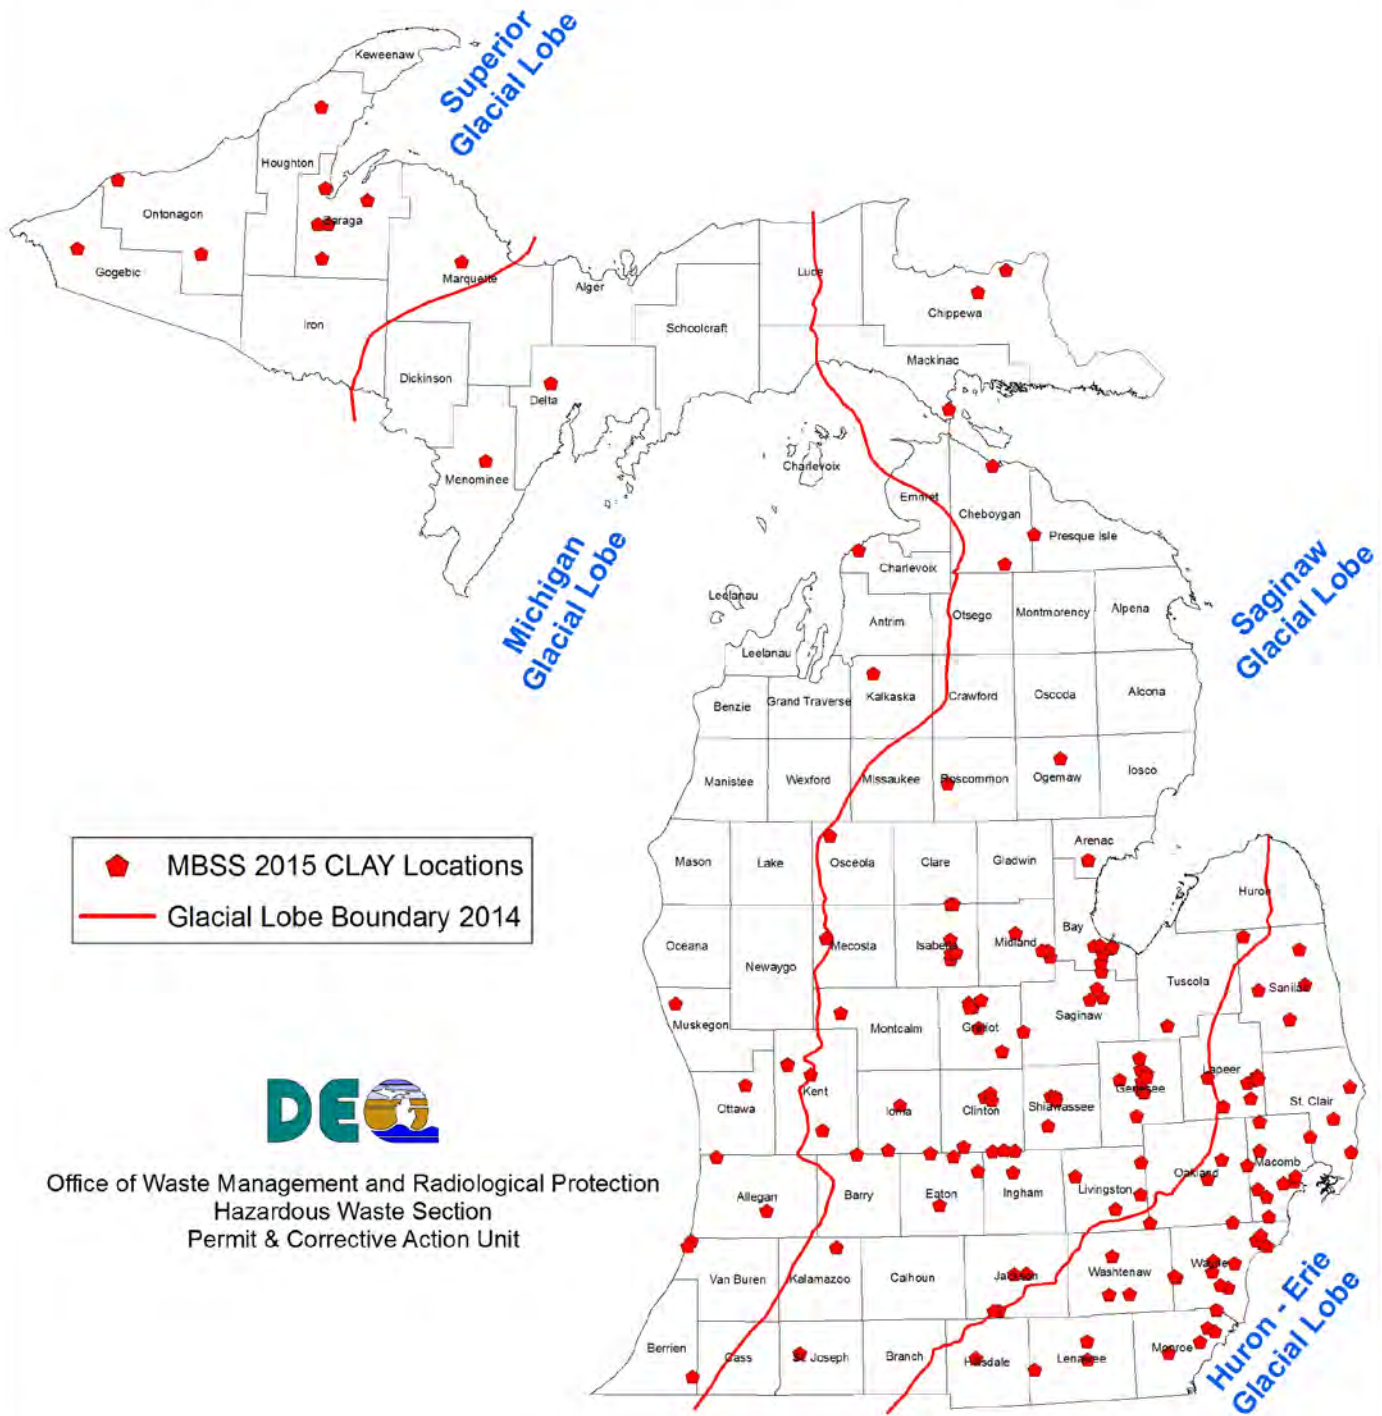 Keweenaw
Superior
Glacial Lobe
Houghton
Ontonagon
Baraga
Gogebic
Marquette
Alger
Luce
Iron
Schoolcraft
Chippewa
Mackinac
Dickinson
Delta
Menominee
Charlevoix
Emmet
Cheboygan
Presque Isle
Michigan
Glacial Lobe
Saginaw
Glacial Lobe
Charlevoix
Leelanau
Antrim
Otsego
Montmorency
Alpena
Leelanau
Benzie
Grand Traverse
Kalkaska
Crawford
Oscoda
Alcona
Manistee
Wexford
Missaukee
Roscommon
Ogemaw
Iosco
MBSS 2015 CLAY Locations
Glacial Lobe Boundary 2014
Mason
Lake
Osceola
Clare
Gladwin
Arenac
Huron
Oceana
Newaygo
Mecosta
Isabella
Midland
Bay
Tuscola
Sanilac
Muskegon
Montcalm
Gratiot
Saginaw
Ottawa
Kent
Ionia
Clinton
Shiawassee
Genesee
Lapeer
St. Clair
DEQ
Office of Waste Management and Radiological Protection
Hazardous Waste Section
Permit & Corrective Action Unit
Allegan
Barry
Eaton
Ingham
Livingston
Oakland
Macomb
Van Buren
Kalamazoo
Calhoun
Jackson
Washtenaw
Wayne
Berrien
Cass
St. Joseph
Branch
Hillsdale
Lenawee
Monroe
Huron - Erie
Glacial Lobe